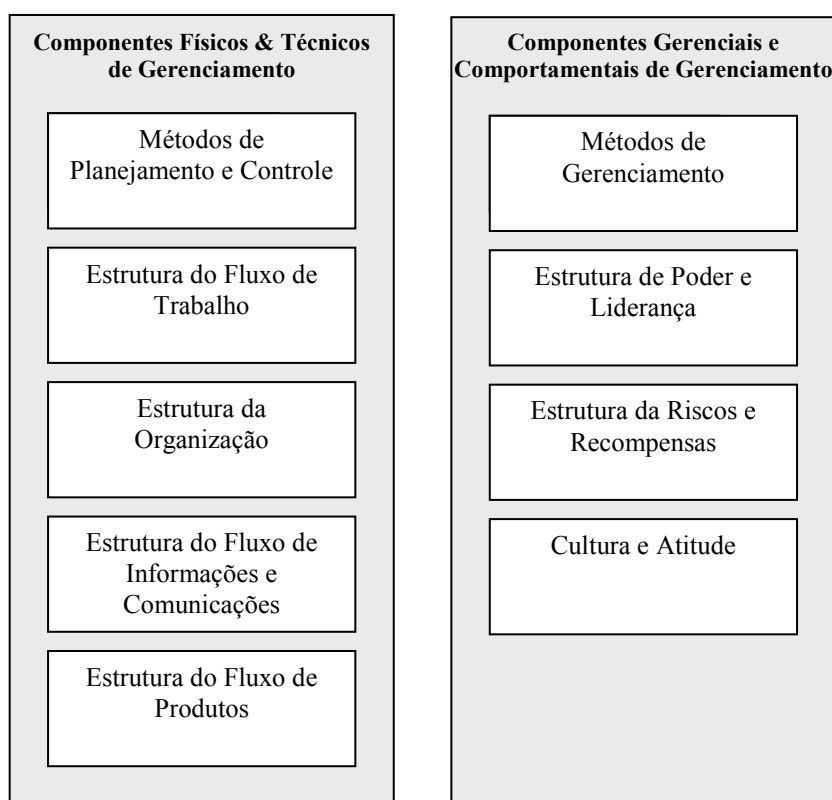 Componentes Físicos & Técnicos
de Gerenciamento
Métodos de
Planejamento e Controle
Estrutura do Fluxo de
Trabalho
Estrutura da
Organização
Estrutura do Fluxo de
Informações e
Comunicações
Estrutura do Fluxo de
Produtos
Componentes Gerenciais e
Comportamentais de Gerenciamento
Métodos de
Gerenciamento
Estrutura de Poder e
Liderança
Estrutura da Riscos e
Recompensas
Cultura e Atitude